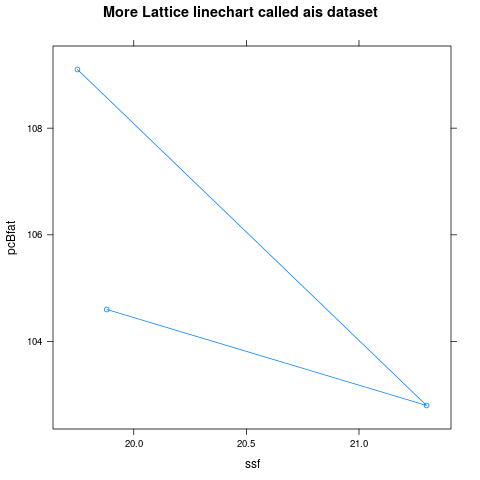 More Lattice linechart called ais dataset
108
106
104
pcBfat
20.0
20.5
21.0
ssf